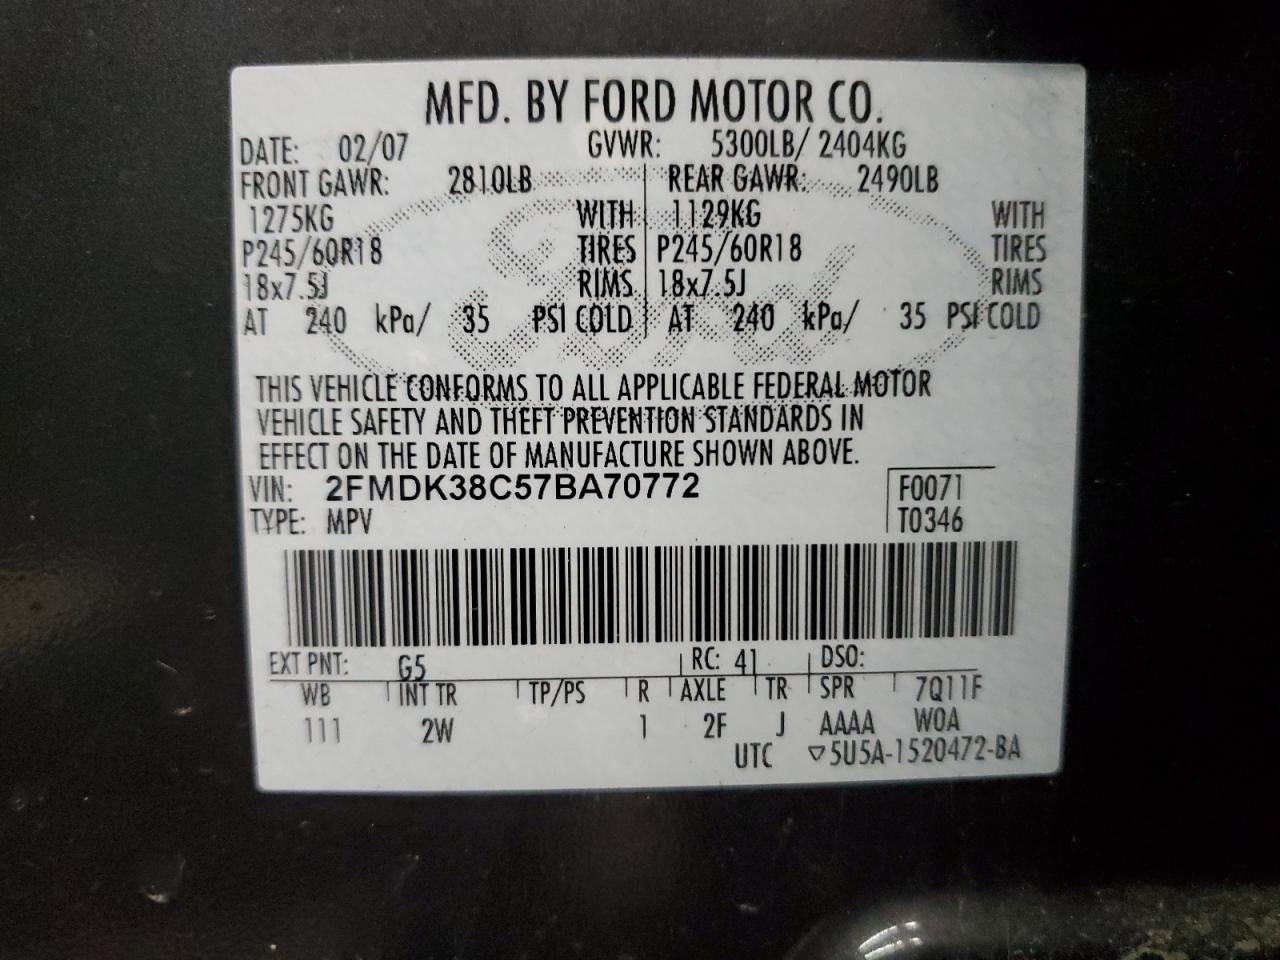 MFD. BY FORD MOTOR CO.
DATE: 02/07 GVWR: 5300LB/ 2404KG
FRONT GAWR: 2810LB REAR GAWR: 2490LB
1275KG WITH 1129KG WITH
P245/60R18 TIRES P245/60R18 TIRES
18x7.5J RIMS 18x7.5J RIMS
AT 240 kPa/ 35 PSI COLD AT 240 kPa/ 35 PSI COLD
Ford
THIS VEHICLE CONFORMS TO ALL APPLICABLE FEDERAL MOTOR
VEHICLE SAFETY AND THEFT PREVENTION STANDARDS IN
EFFECT ON THE DATE OF MANUFACTURE SHOWN ABOVE.
VIN: 2FMDK38C57BA70772 F0071
TYPE: MPV T0346
EXT PNT: G5 RC: 41 DSO:
WB INT TR TP/PS R AXLE TR SPR 7Q11F
111 2W 1 2F J AAAA WOA
UTC ▽5U5A-1520472-BA